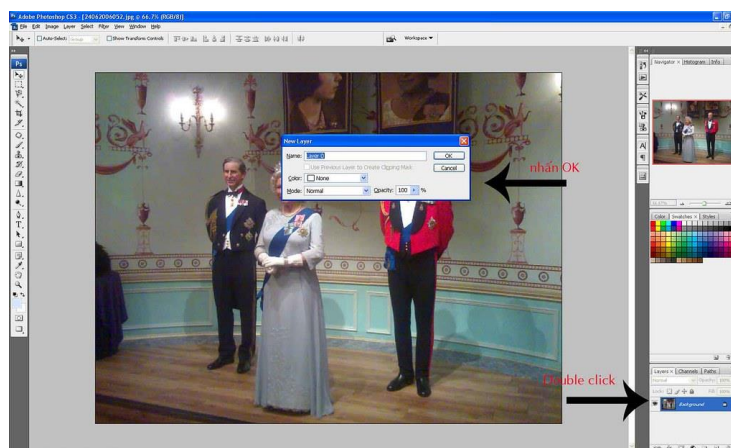 Adobe Photoshop CS3 - [24062006052.jpg @ 66.7% (RGB/8)]
File Edit Image Layer Select Filter View Window Help
Auto-Select: Show Transform Controls Workspace
Ps
Navigator Histogram Info
New Layer
Name: Layer 0 OK
Use Previous Layer to Create Clipping Mask Cancel
Color: None
Mode: Normal Opacity: 100 %
nhấn OK
Color Swatches Styles
Layers Channels Paths
Double click
Background